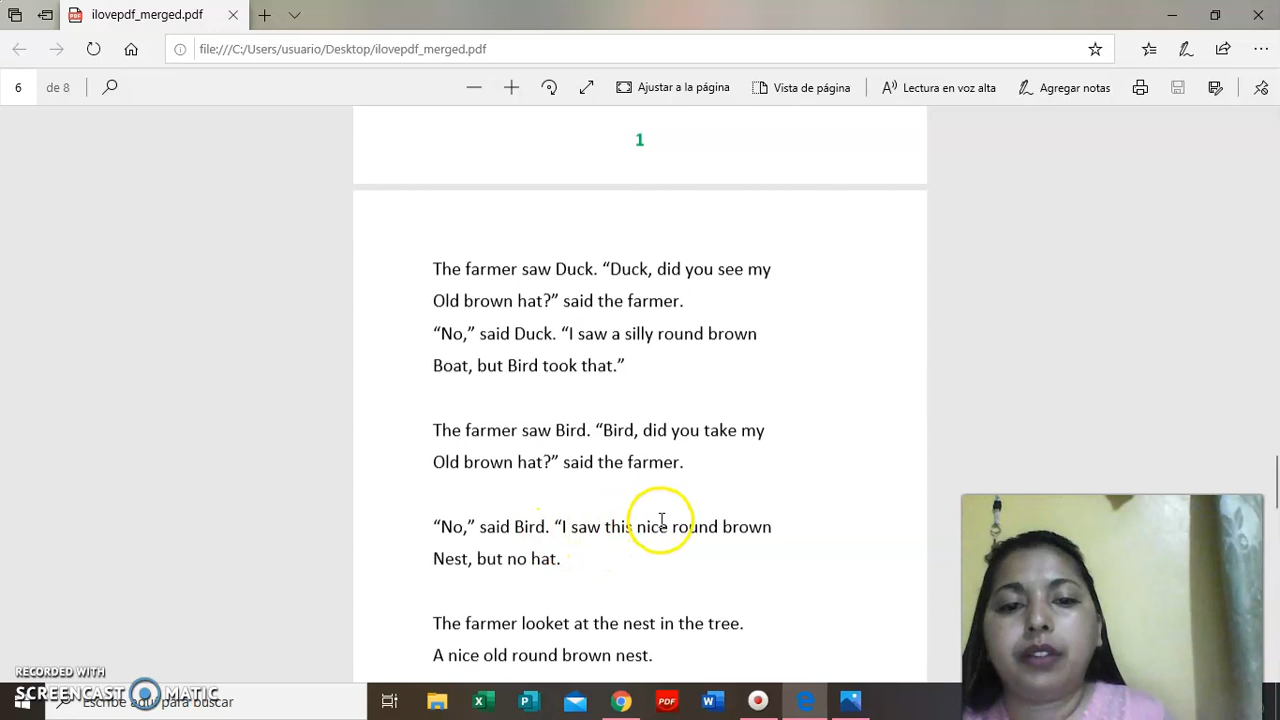 ilovepdf_merged.pdf
file:///C:/Users/usuario/Desktop/ilovepdf_merged.pdf
6 de 8 Ajustar a la página Vista de página Lectura en voz alta Agregar notas
1
The farmer saw Duck. “Duck, did you see my
Old brown hat?” said the farmer.
“No,” said Duck. “I saw a silly round brown
Boat, but Bird took that.”
The farmer saw Bird. “Bird, did you take my
Old brown hat?” said the farmer.
“No,” said Bird. “I saw this nice round brown
Nest, but no hat.
The farmer looket at the nest in the tree.
A nice old round brown nest.
RECORDED WITH
SCREENCAST MATIC
Escribe aquí para buscar
PDF